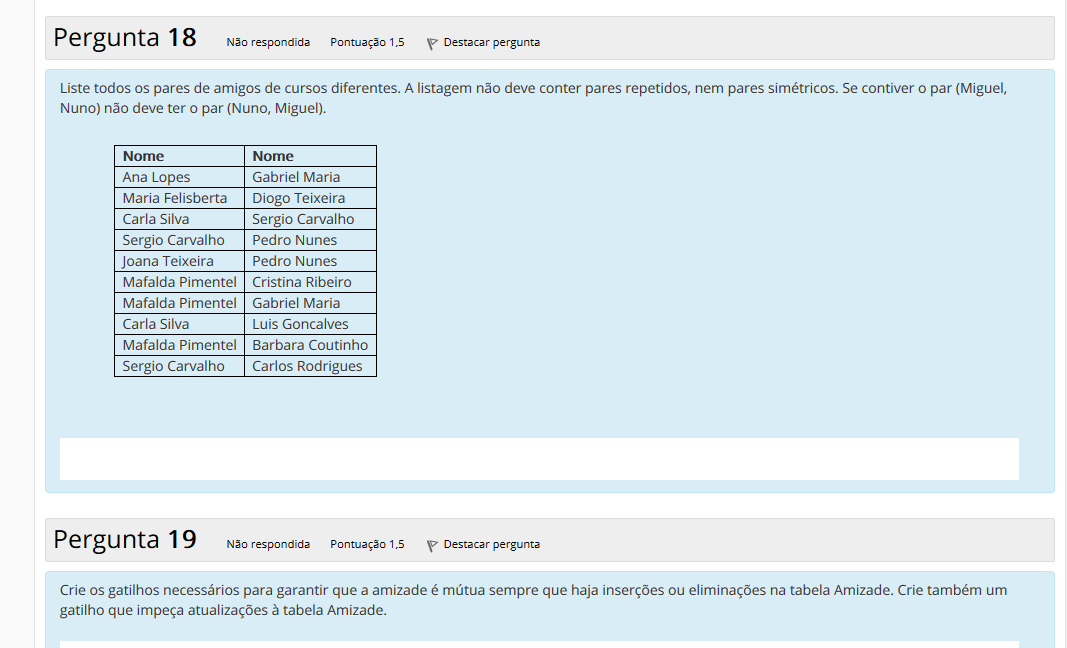 Pergunta 18 Não respondida Pontuação 1,5 Destacar pergunta
Liste todos os pares de amigos de cursos diferentes. A listagem não deve conter pares repetidos, nem pares simétricos. Se contiver o par (Miguel,
Nuno) não deve ter o par (Nuno, Miguel).
Nome Nome
Ana Lopes Gabriel Maria
Maria Felisberta Diogo Teixeira
Carla Silva Sergio Carvalho
Sergio Carvalho Pedro Nunes
Joana Teixeira Pedro Nunes
Mafalda Pimentel Cristina Ribeiro
Mafalda Pimentel Gabriel Maria
Carla Silva Luis Goncalves
Mafalda Pimentel Barbara Coutinho
Sergio Carvalho Carlos Rodrigues
Pergunta 19 Não respondida Pontuação 1,5 Destacar pergunta
Crie os gatilhos necessários para garantir que a amizade é mútua sempre que haja inserções ou eliminações na tabela Amizade. Crie também um
gatilho que impeça atualizações à tabela Amizade.